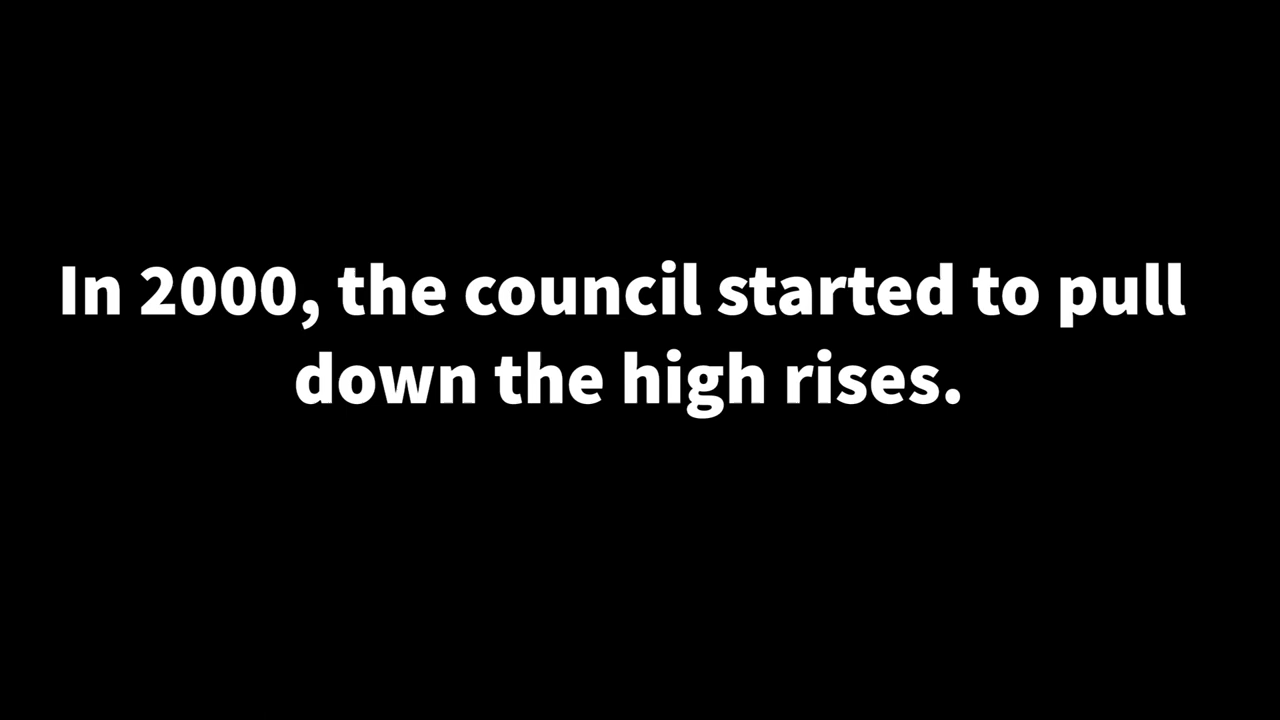 In 2000, the council started to pull
down the high rises.